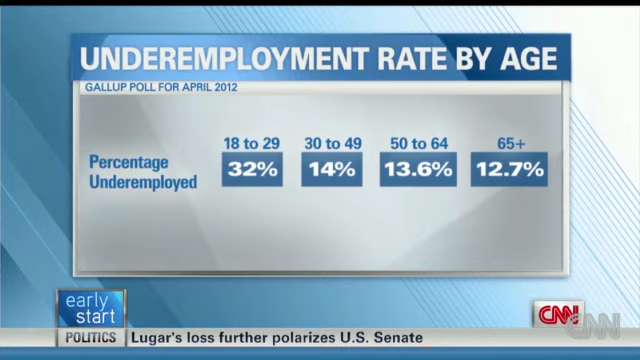 UNDEREMPLOYMENT RATE BY AGE
GALLUP POLL FOR APRIL 2012
18 to 29 30 to 49 50 to 64 65+
Percentage
Underemployed
32% 14% 13.6% 12.7%
early
start
CNN
CNN
POLITICS Lugar's loss further polarizes U.S. Senate